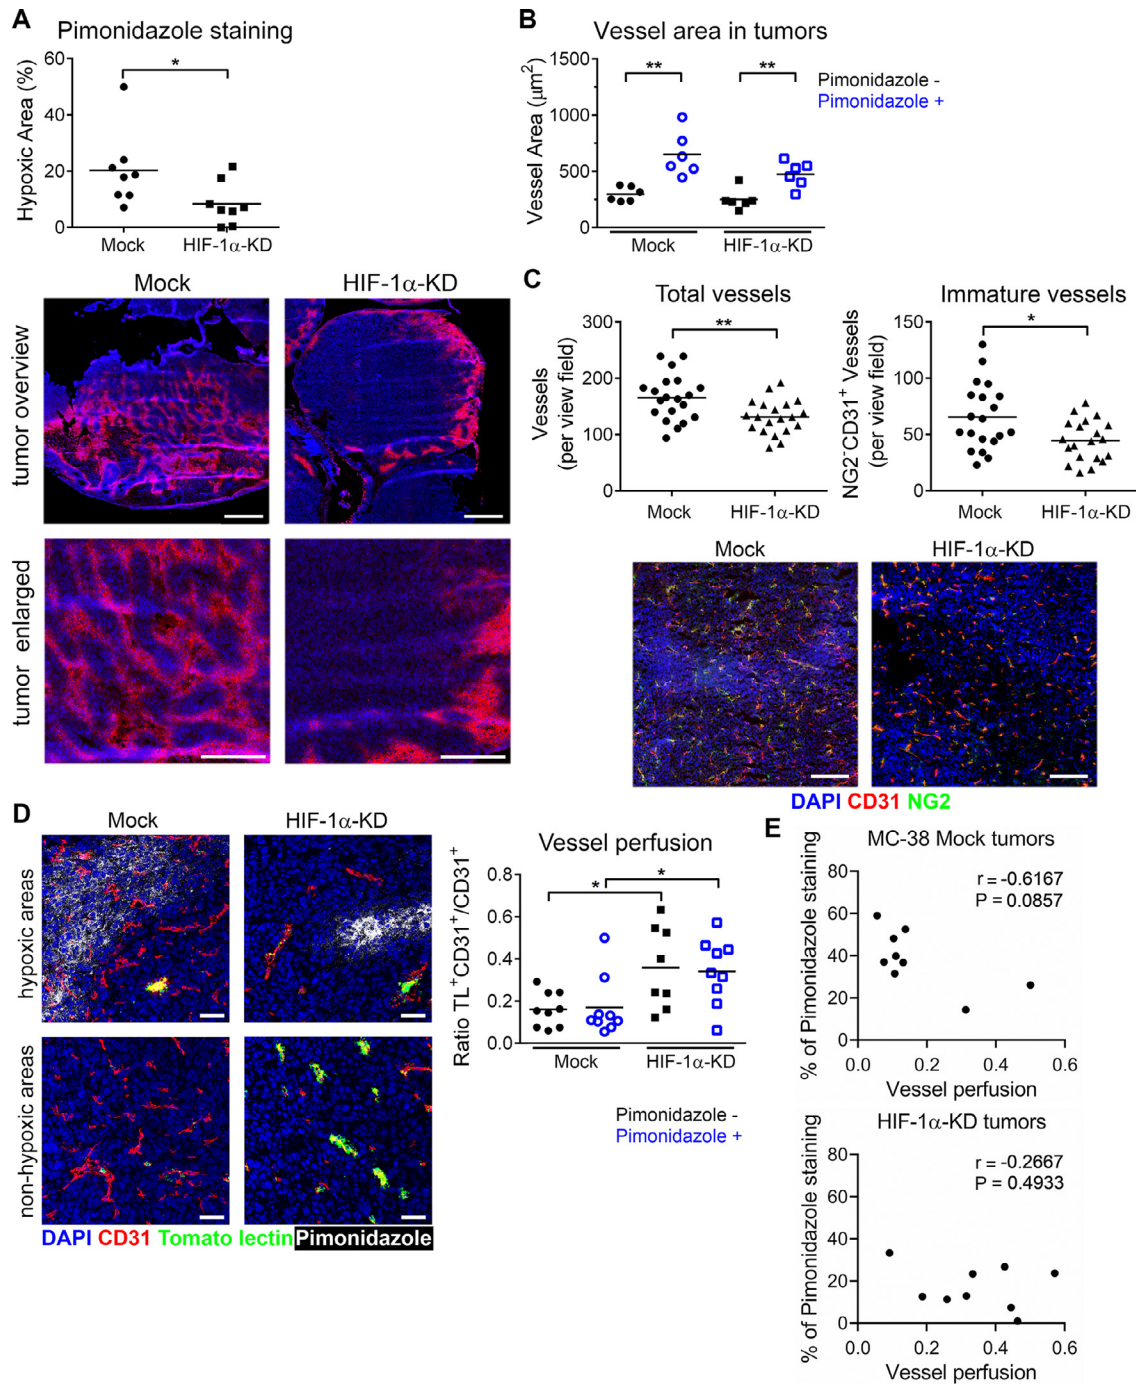 A
Pimonidazole staining
Hypoxic Area (%)
60
40
20
0
*
Mock
HIF-1α-KD
Mock
HIF-1α-KD
tumor overview
tumor enlarged
B
Vessel area in tumors
Vessel Area (μm²)
1500
1000
500
0
**
**
Mock
HIF-1α-KD
Pimonidazole -
Pimonidazole +
C
Total vessels
Vessels
(per view field)
300
200
100
0
**
Mock
HIF-1α-KD
Immature vessels
NG2⁻CD31⁺ Vessels
(per view field)
150
100
50
0
*
Mock
HIF-1α-KD
Mock
HIF-1α-KD
DAPI CD31 NG2
D
Mock
HIF-1α-KD
hypoxic areas
non-hypoxic areas
DAPI CD31 Tomato lectin Pimonidazole
Vessel perfusion
Ratio TL⁺CD31⁺/CD31⁺
0.8
0.6
0.4
0.2
0.0
*
*
Mock
HIF-1α-KD
Pimonidazole -
Pimonidazole +
E
MC-38 Mock tumors
r = -0.6167
P = 0.0857
% of Pimonidazole staining
80
60
40
20
0
0.0
0.2
0.4
0.6
Vessel perfusion
HIF-1α-KD tumors
r = -0.2667
P = 0.4933
% of Pimonidazole staining
80
60
40
20
0
0.0
0.2
0.4
0.6
Vessel perfusion